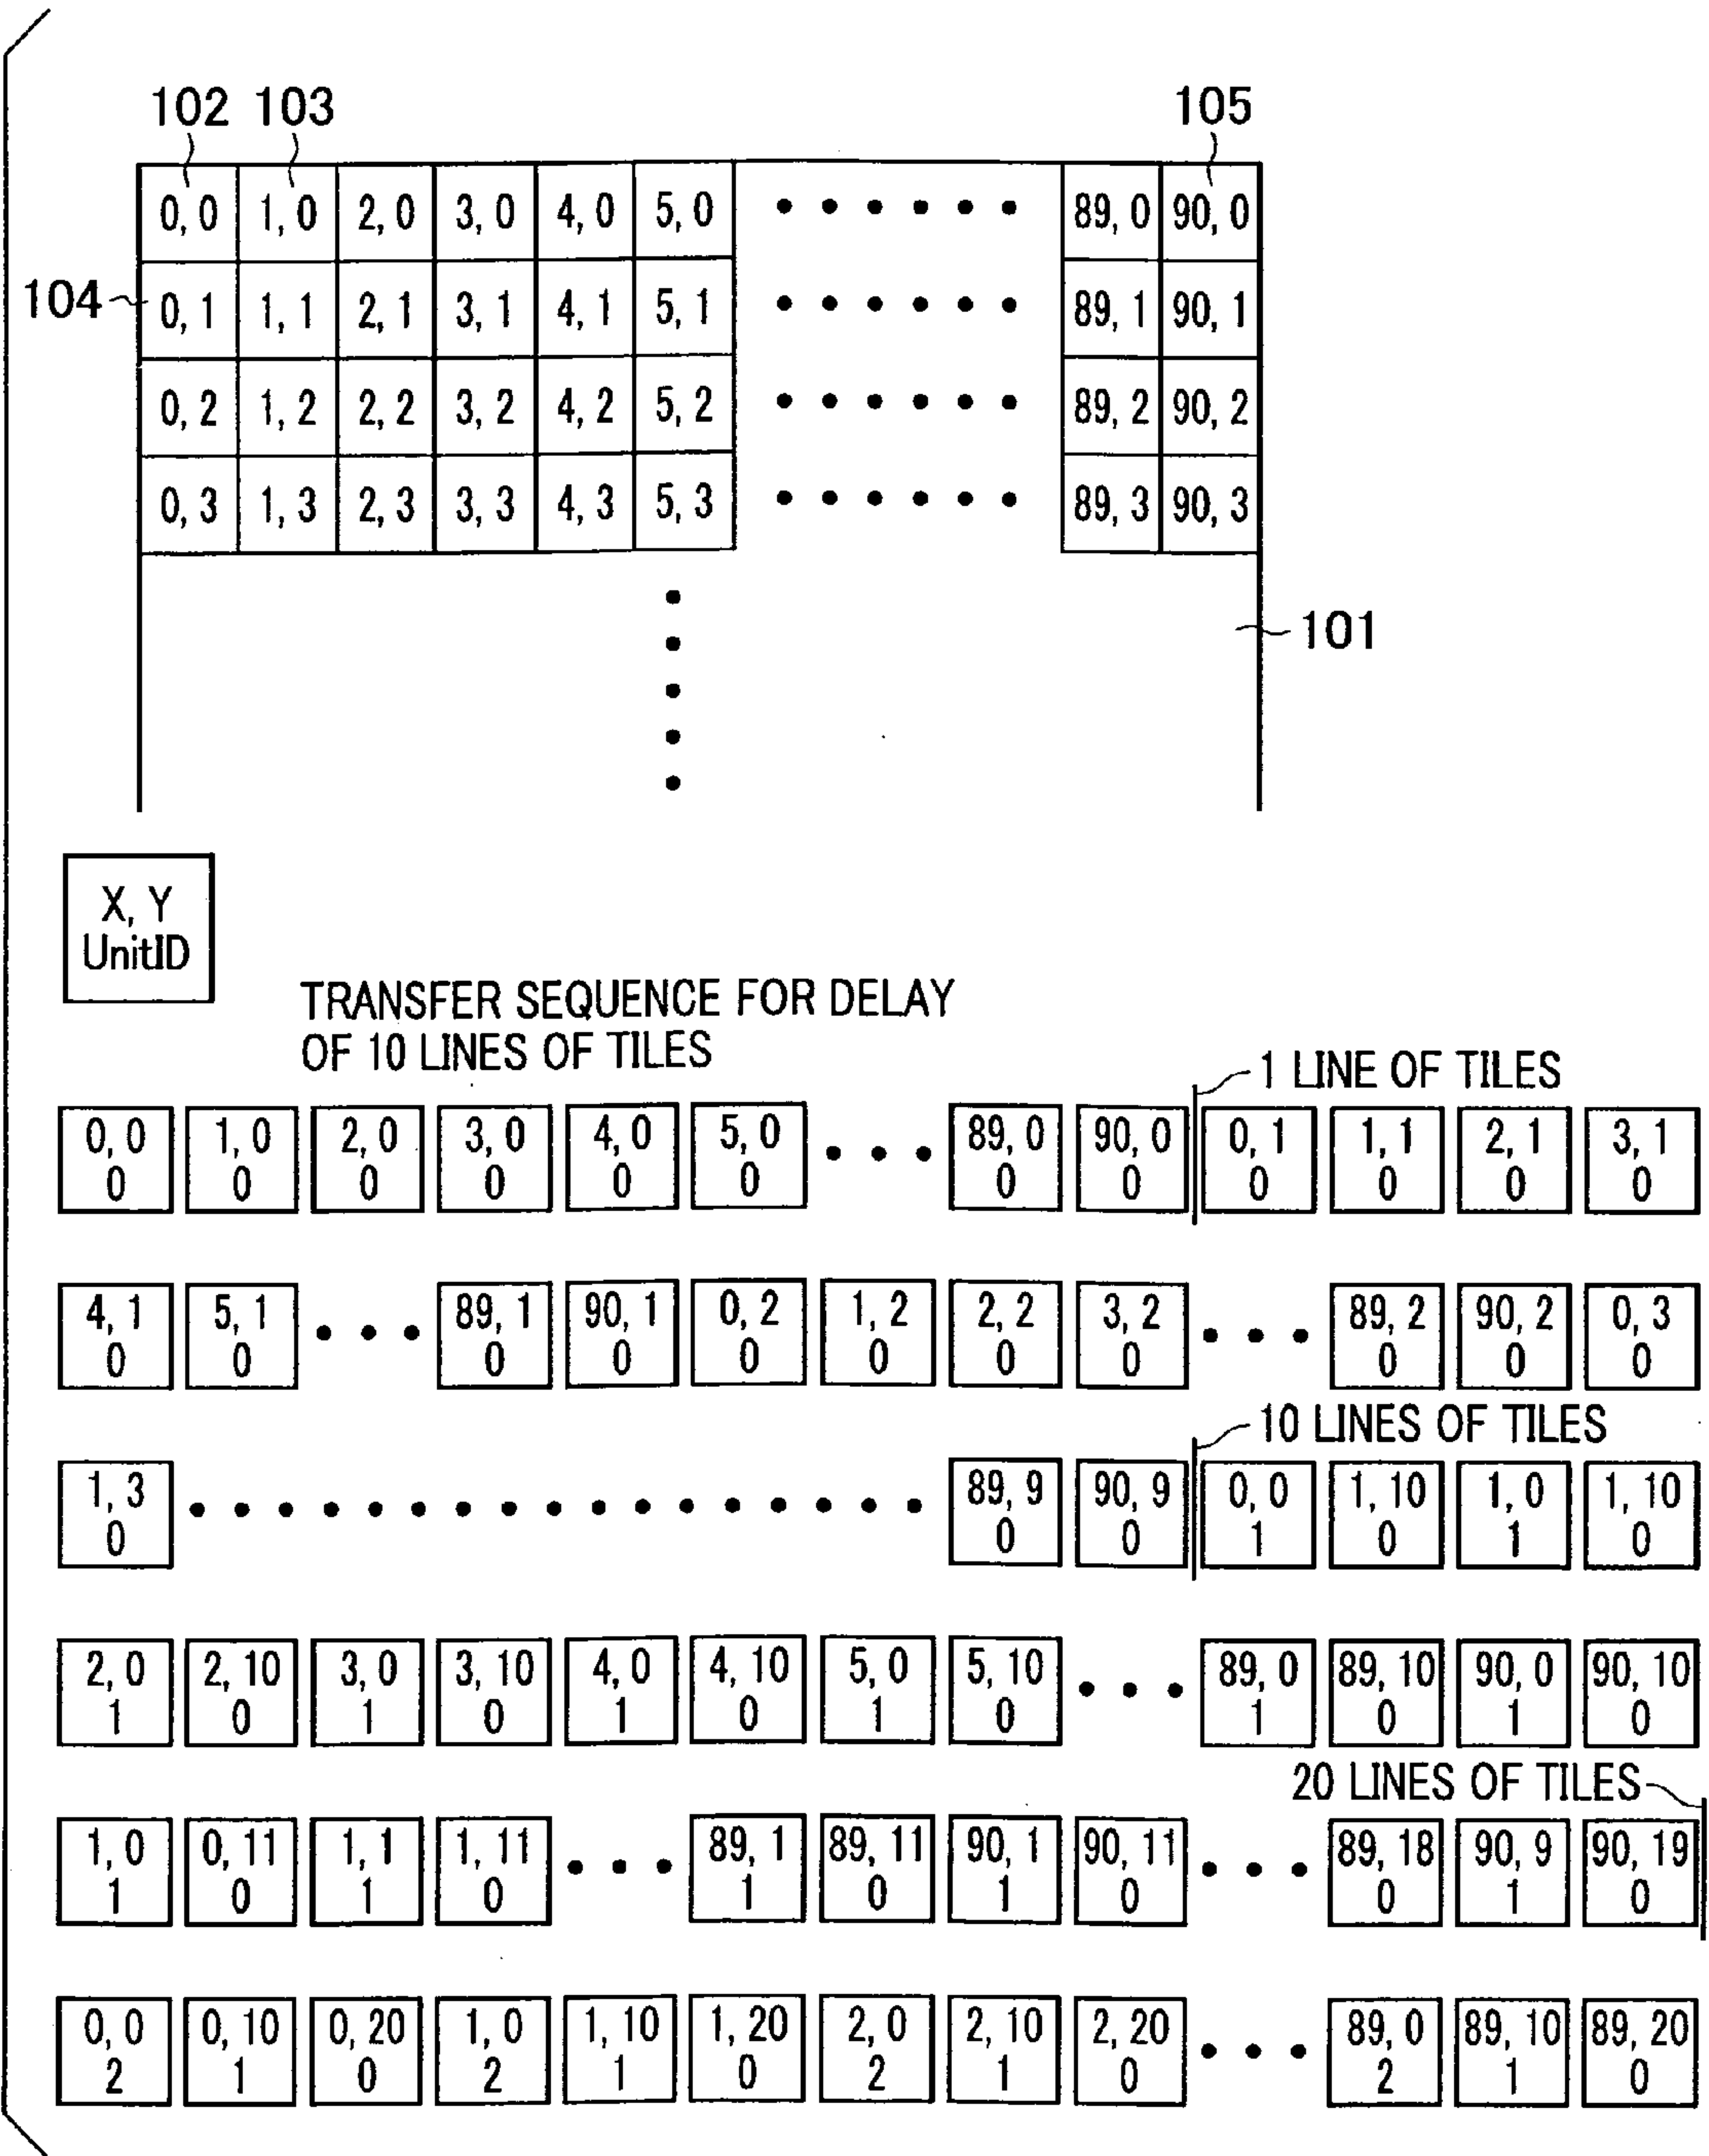 102 103 105
0, 0 1, 0 2, 0 3, 0 4, 0 5, 0 • • • • • • 89, 0 90, 0
104 0, 1 1, 1 2, 1 3, 1 4, 1 5, 1 • • • • • • 89, 1 90, 1
0, 2 1, 2 2, 2 3, 2 4, 2 5, 2 • • • • • • 89, 2 90, 2
0, 3 1, 3 2, 3 3, 3 4, 3 5, 3 • • • • • • 89, 3 90, 3
101
X, Y
UnitID
TRANSFER SEQUENCE FOR DELAY
OF 10 LINES OF TILES
1 LINE OF TILES
0, 0 1, 0 2, 0 3, 0 4, 0 5, 0 • • • 89, 0 90, 0 0, 1 1, 1 2, 1 3, 1
0 0 0 0 0 0 0 0 0 0 0 0
4, 1 5, 1 • • • 89, 1 90, 1 0, 2 1, 2 2, 2 3, 2 • • • 89, 2 90, 2 0, 3
0 0 0 0 0 0 0 0 0 0 0
10 LINES OF TILES
1, 3 • • • • • • • • • • • • • • • • • 89, 9 90, 9 0, 0 1, 10 1, 0 1, 10
0 0 0 1 0 1 0
2, 0 2, 10 3, 0 3, 10 4, 0 4, 10 5, 0 5, 10 • • • 89, 0 89, 10 90, 0 90, 10
1 0 1 0 1 0 1 0 1 0 1 0
20 LINES OF TILES
1, 0 0, 11 1, 1 1, 11 • • • 89, 1 89, 11 90, 1 90, 11 • • • 89, 18 90, 9 90, 19
1 0 1 0 1 0 1 0 0 1 0
0, 0 0, 10 0, 20 1, 0 1, 10 1, 20 2, 0 2, 10 2, 20 • • • 89, 0 89, 10 89, 20
2 1 0 2 1 0 2 1 0 2 1 0